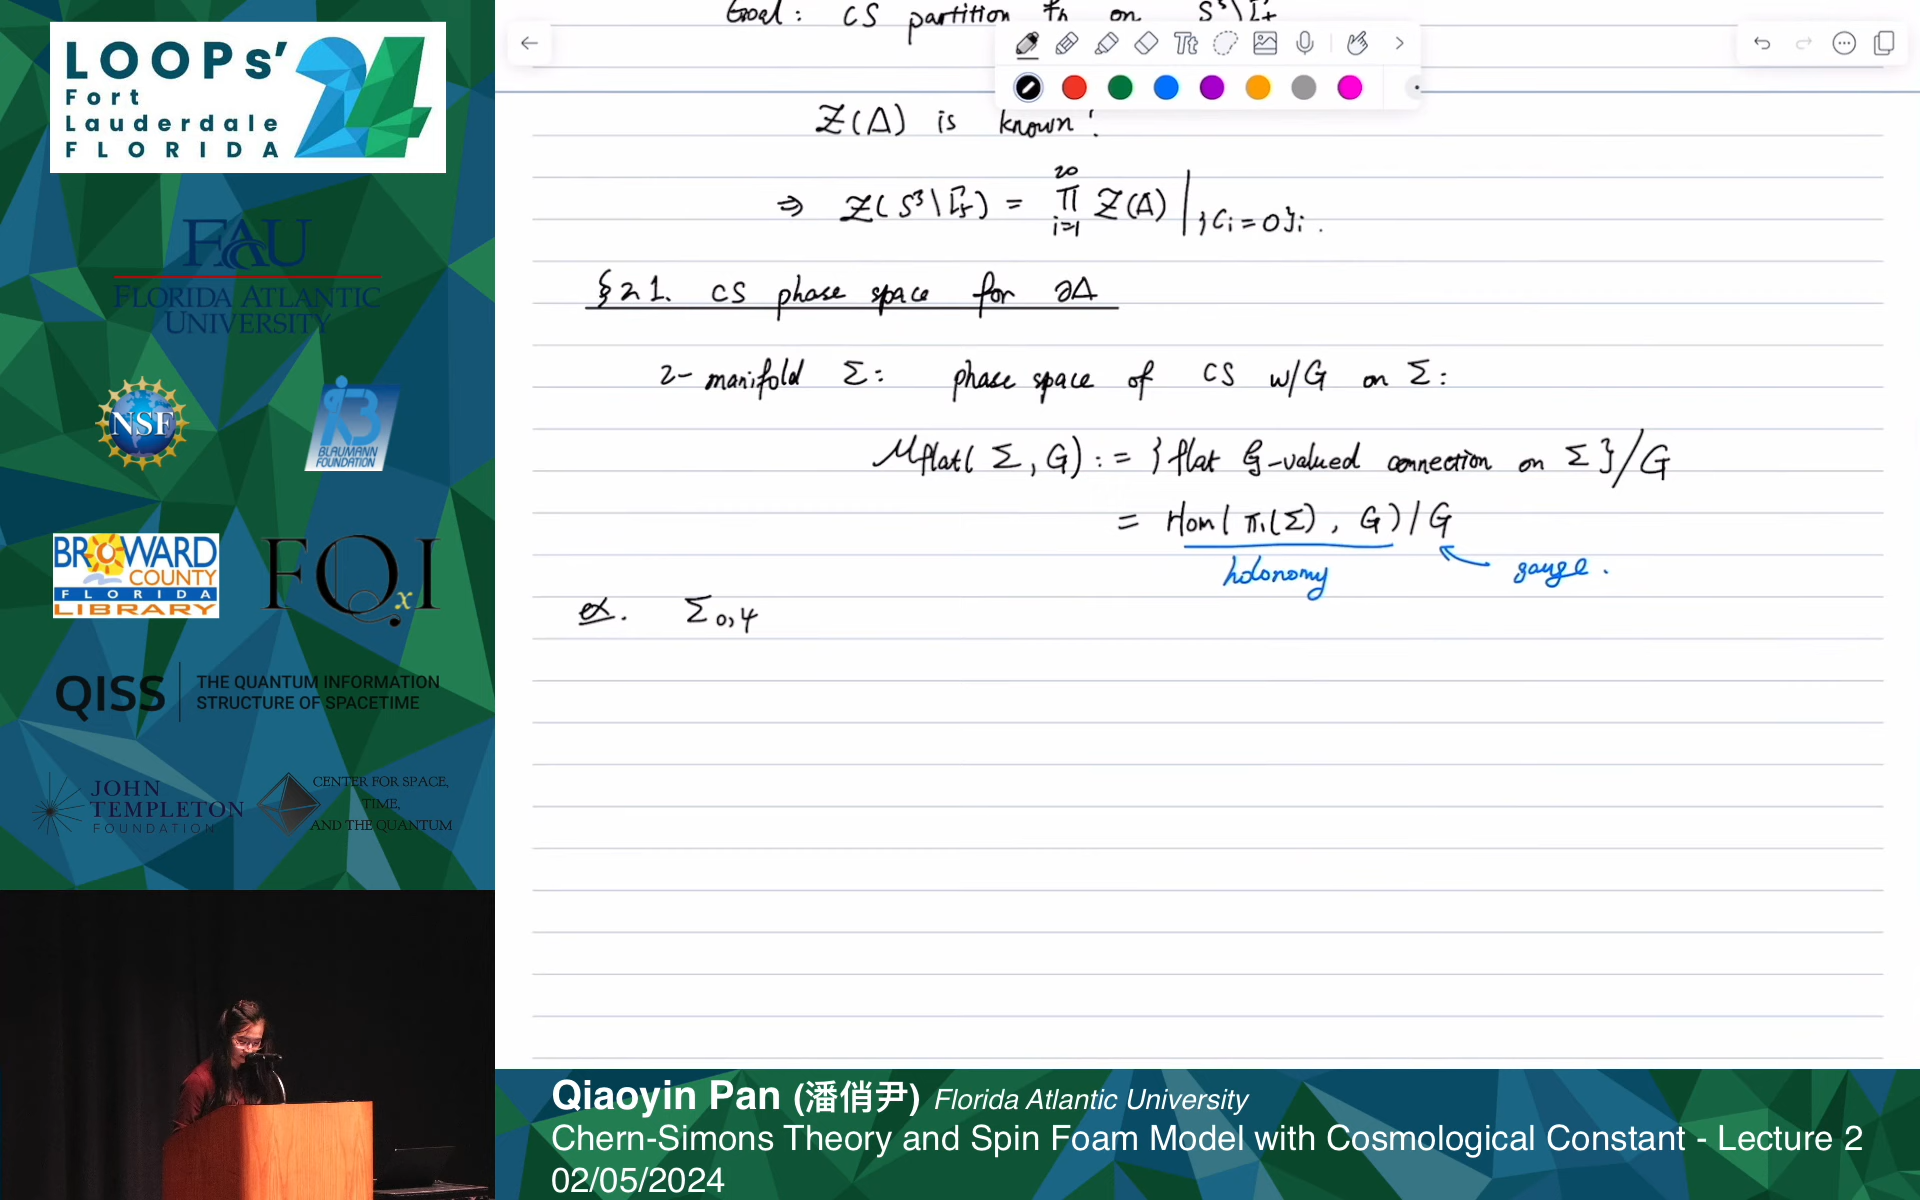 LOOPs'24
Fort
Lauderdale
FLORIDA
FAU
FLORIDA ATLANTIC
UNIVERSITY
NSF
BLAUMANN
FOUNDATION
BROWARD
COUNTY
FLORIDA
LIBRARY
FQxI
QISS
THE QUANTUM INFORMATION
STRUCTURE OF SPACETIME
JOHN
TEMPLETON
FOUNDATION
CENTER FOR SPACE,
TIME,
AND THE QUANTUM
Goal: CS partition fn on S³\Γ₅
Tt
Z(Δ) is known!
⇒ Z(S³\Γ₅) = ∏_{i=1}^{20} Z(Δ)|_{{C_i=0}_i}.
§2.1. CS phase space for ∂Δ
2-manifold Σ: phase space of CS w/G on Σ:
Mflat(Σ, G) := {flat G-valued connection on Σ}/G
= Hom(π₁(Σ), G)/G
holonomy
gauge.
ex. Σ₀,₄
Qiaoyin Pan (潘俏尹) Florida Atlantic University
Chern-Simons Theory and Spin Foam Model with Cosmological Constant - Lecture 2
02/05/2024